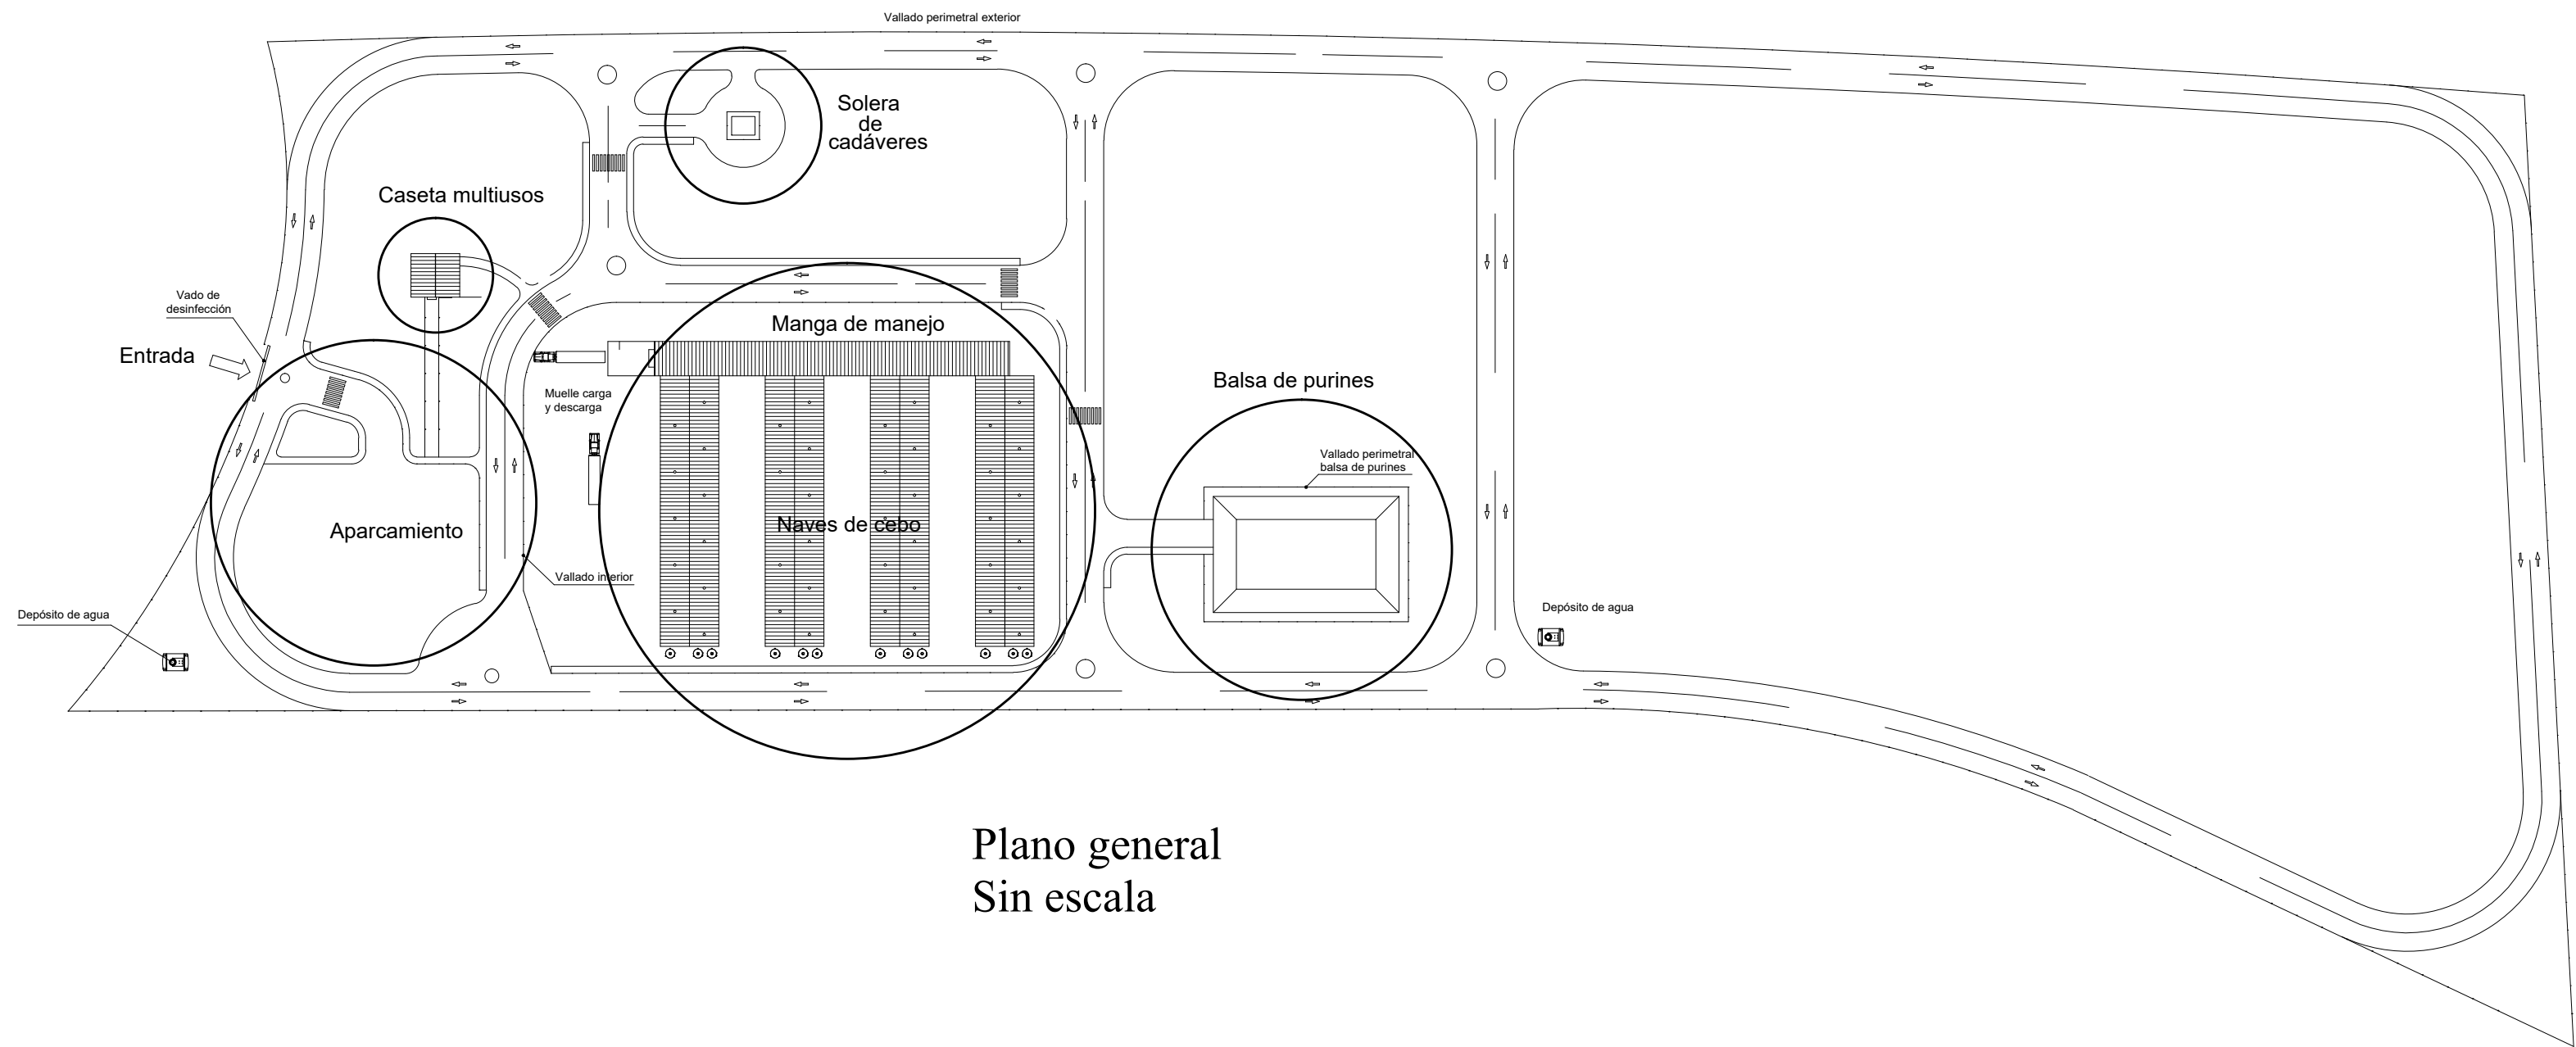 Vallado perimetral exterior
Solera
de
cadáveres
Caseta multiusos
Vado de
desinfección
Entrada
Manga de manejo
Muelle carga
y descarga
Balsa de purines
Vallado perimetral
balsa de purines
Naves de cebo
Aparcamiento
Vallado interior
Depósito de agua
Depósito de agua
Plano general
Sin escala